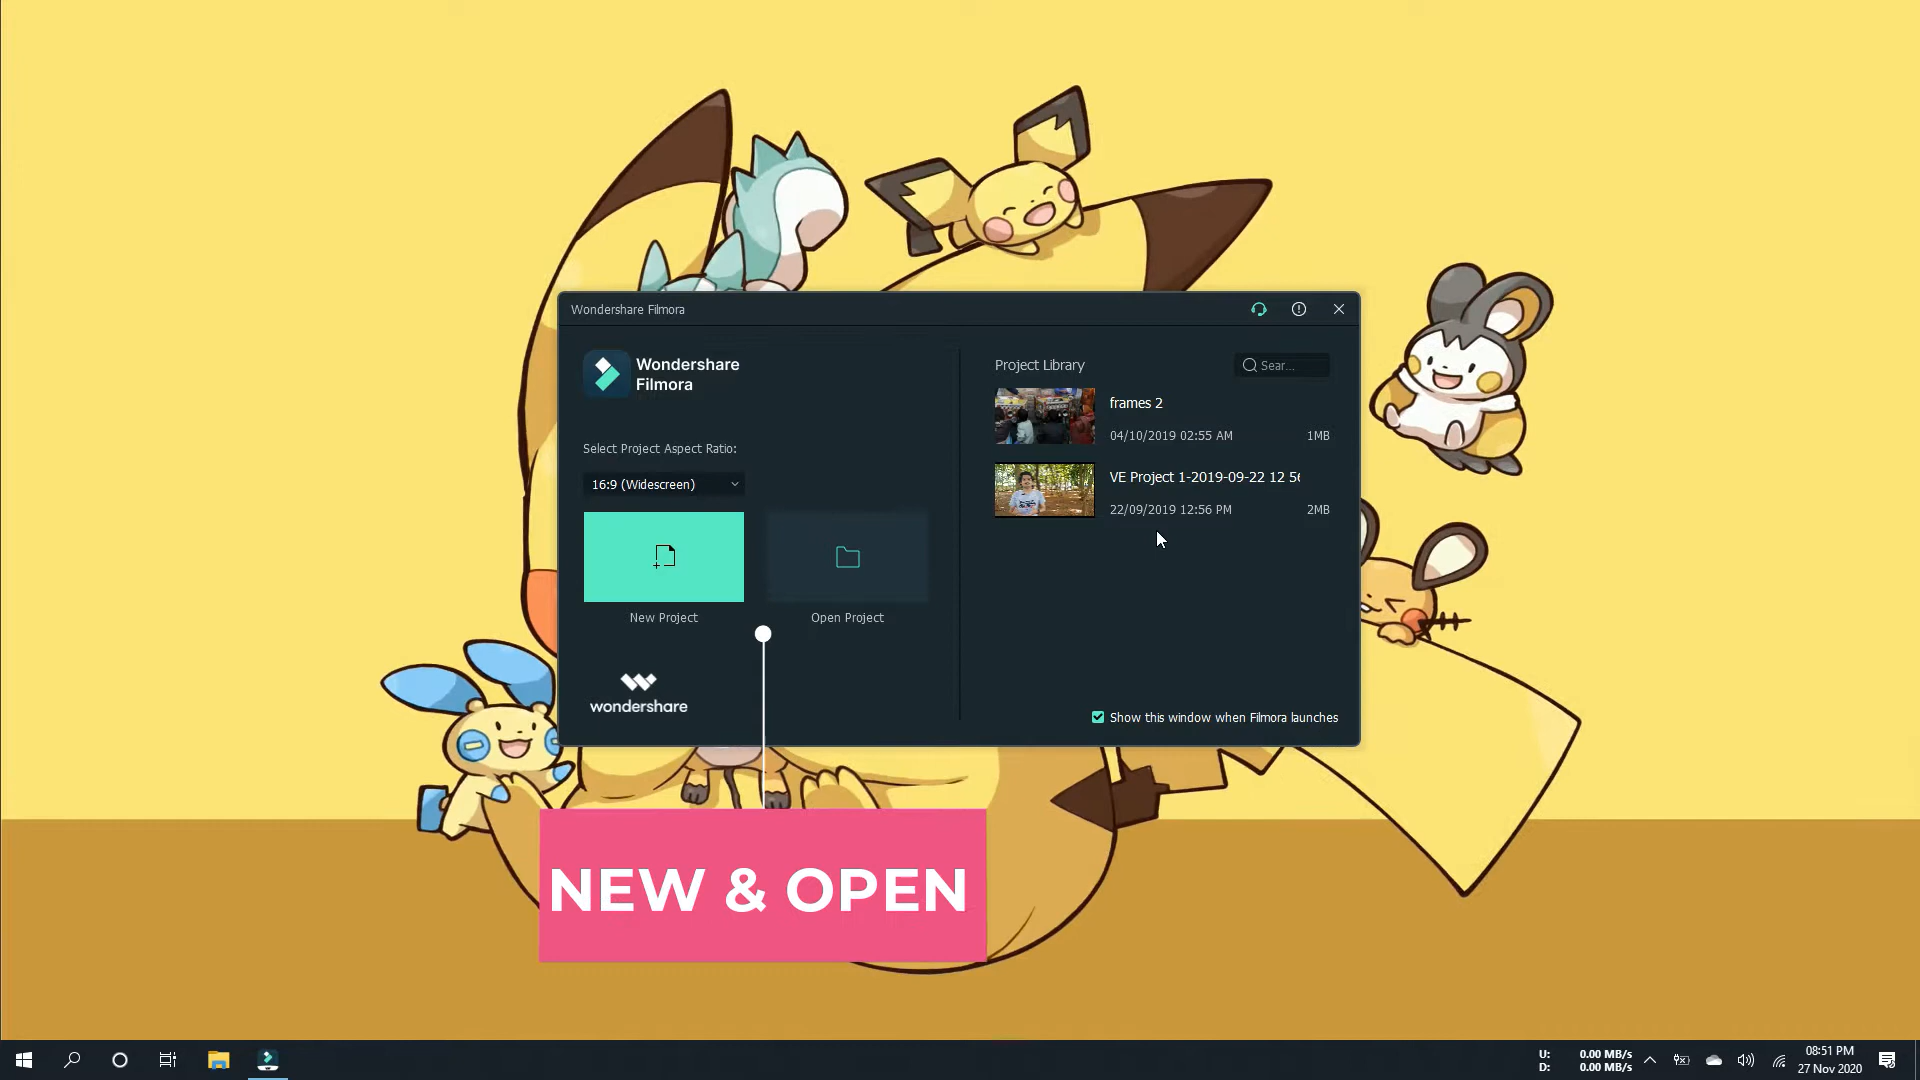 Wondershare Filmora
Wondershare
Filmora
Select Project Aspect Ratio:
16:9 (Widescreen)
New Project
Open Project
wondershare
Project Library
Sear...
frames 2
04/10/2019 02:55 AM
1MB
VE Project 1-2019-09-22 12 56
22/09/2019 12:56 PM
2MB
Show this window when Filmora launches
NEW & OPEN
U: 0.00 MB/s
D: 0.00 MB/s
08:51 PM
27 Nov 2020